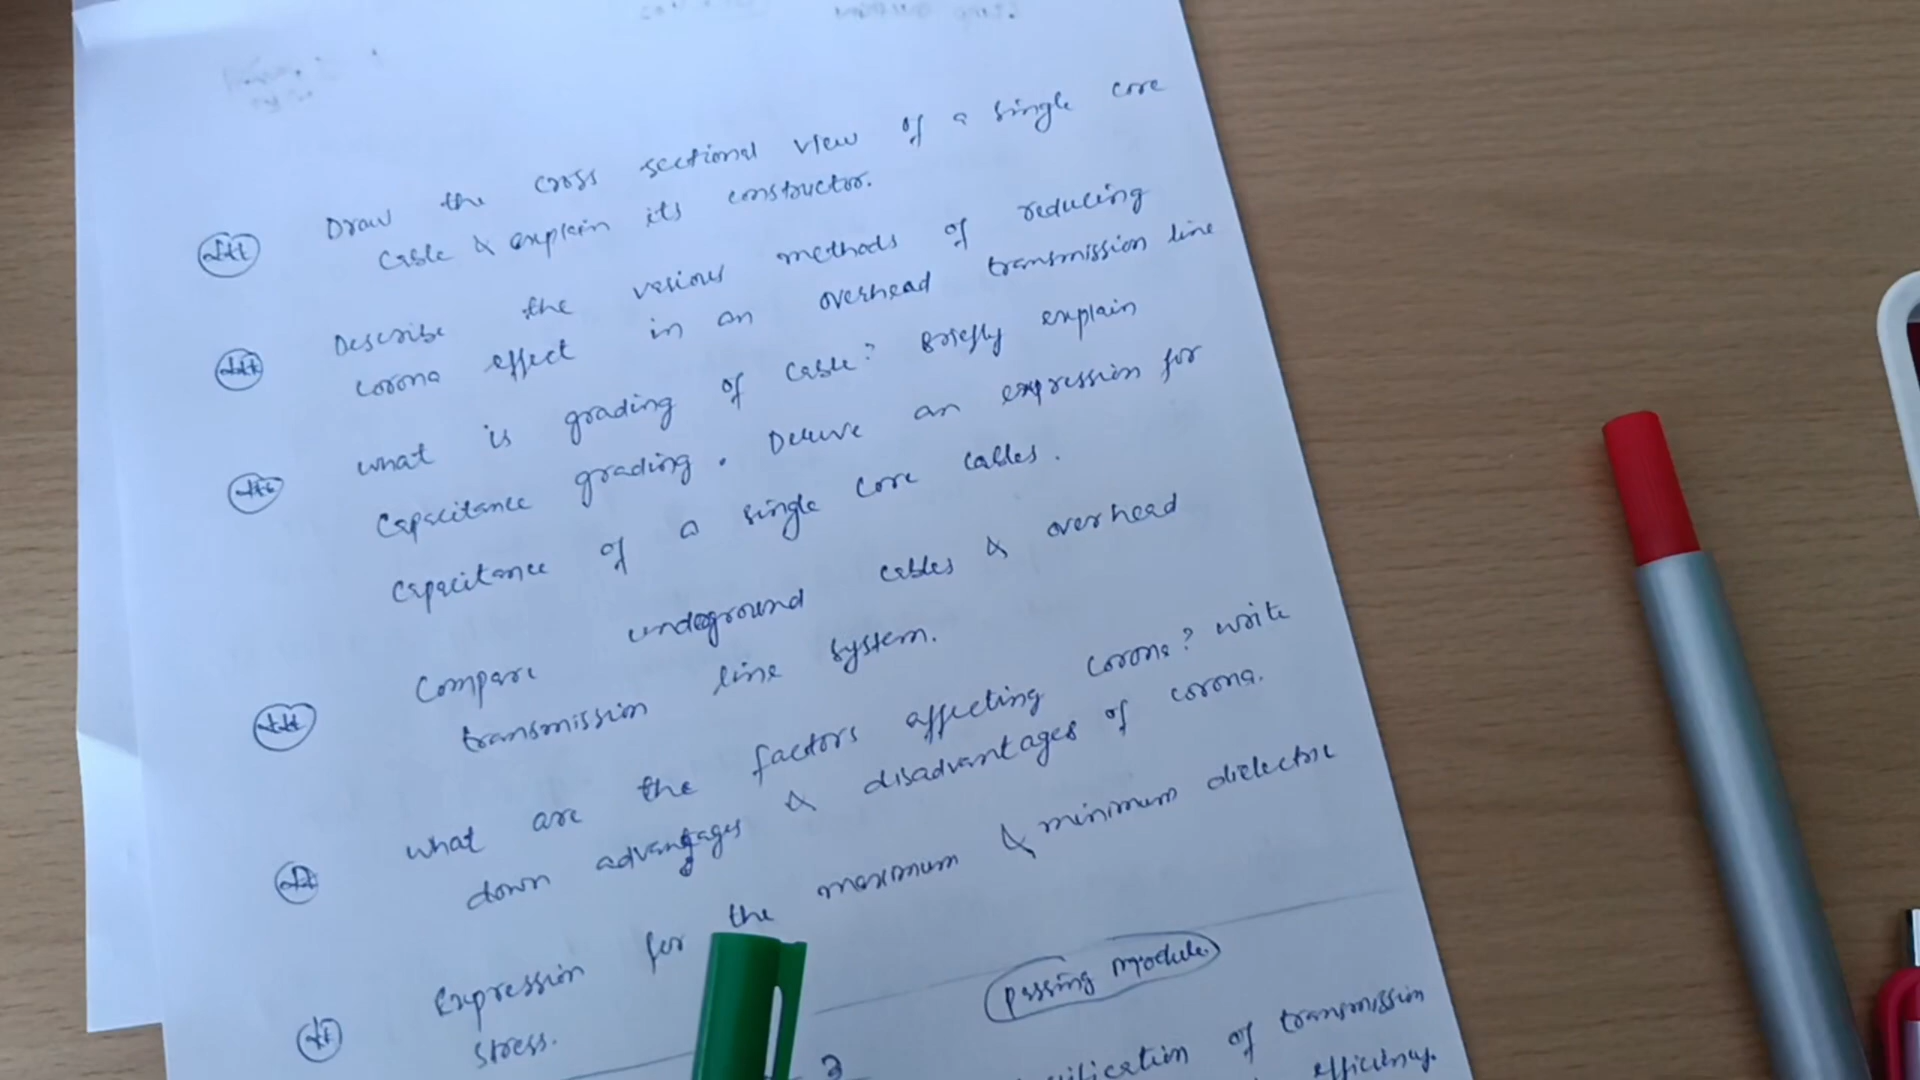 Draw the cross sectional view of a single core
cable & explain its constructor.
Describe the various methods of reducing
corona effect in an overhead transmission line
what is grading of cable? Briefly explain
capacitance grading. Derive an expression for
capacitance of a single core cables.
Compare underground cables & overhead
transmission line system.
what are the factors affecting corona? write
down advantages & disadvantages of corona.
Expression for the maximum & minimum dielectric
stress.
passing module
of transmission
efficiency.